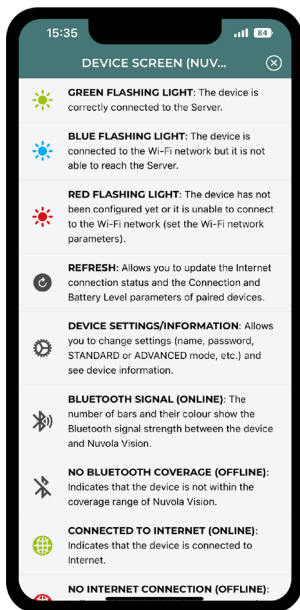 15:35
84
DEVICE SCREEN (NUV...
GREEN FLASHING LIGHT: The device is
correctly connected to the Server.
BLUE FLASHING LIGHT: The device is
connected to the Wi-Fi network but it is not
able to reach the Server.
RED FLASHING LIGHT: The device has not
been configured yet or it is unable to connect
to the Wi-Fi network (set the Wi-Fi network
parameters).
REFRESH: Allows you to update the Internet
connection status and the Connection and
Battery Level parameters of paired devices.
DEVICE SETTINGS/INFORMATION: Allows
you to change settings (name, password,
STANDARD or ADVANCED mode, etc.) and
see device information.
BLUETOOTH SIGNAL (ONLINE): The
number of bars and their colour show the
Bluetooth signal strength between the device
and Nuvola Vision.
NO BLUETOOTH COVERAGE (OFFLINE):
Indicates that the device is not within the
coverage range of Nuvola Vision.
CONNECTED TO INTERNET (ONLINE):
Indicates that the device is connected to
Internet.
NO INTERNET CONNECTION (OFFLINE):